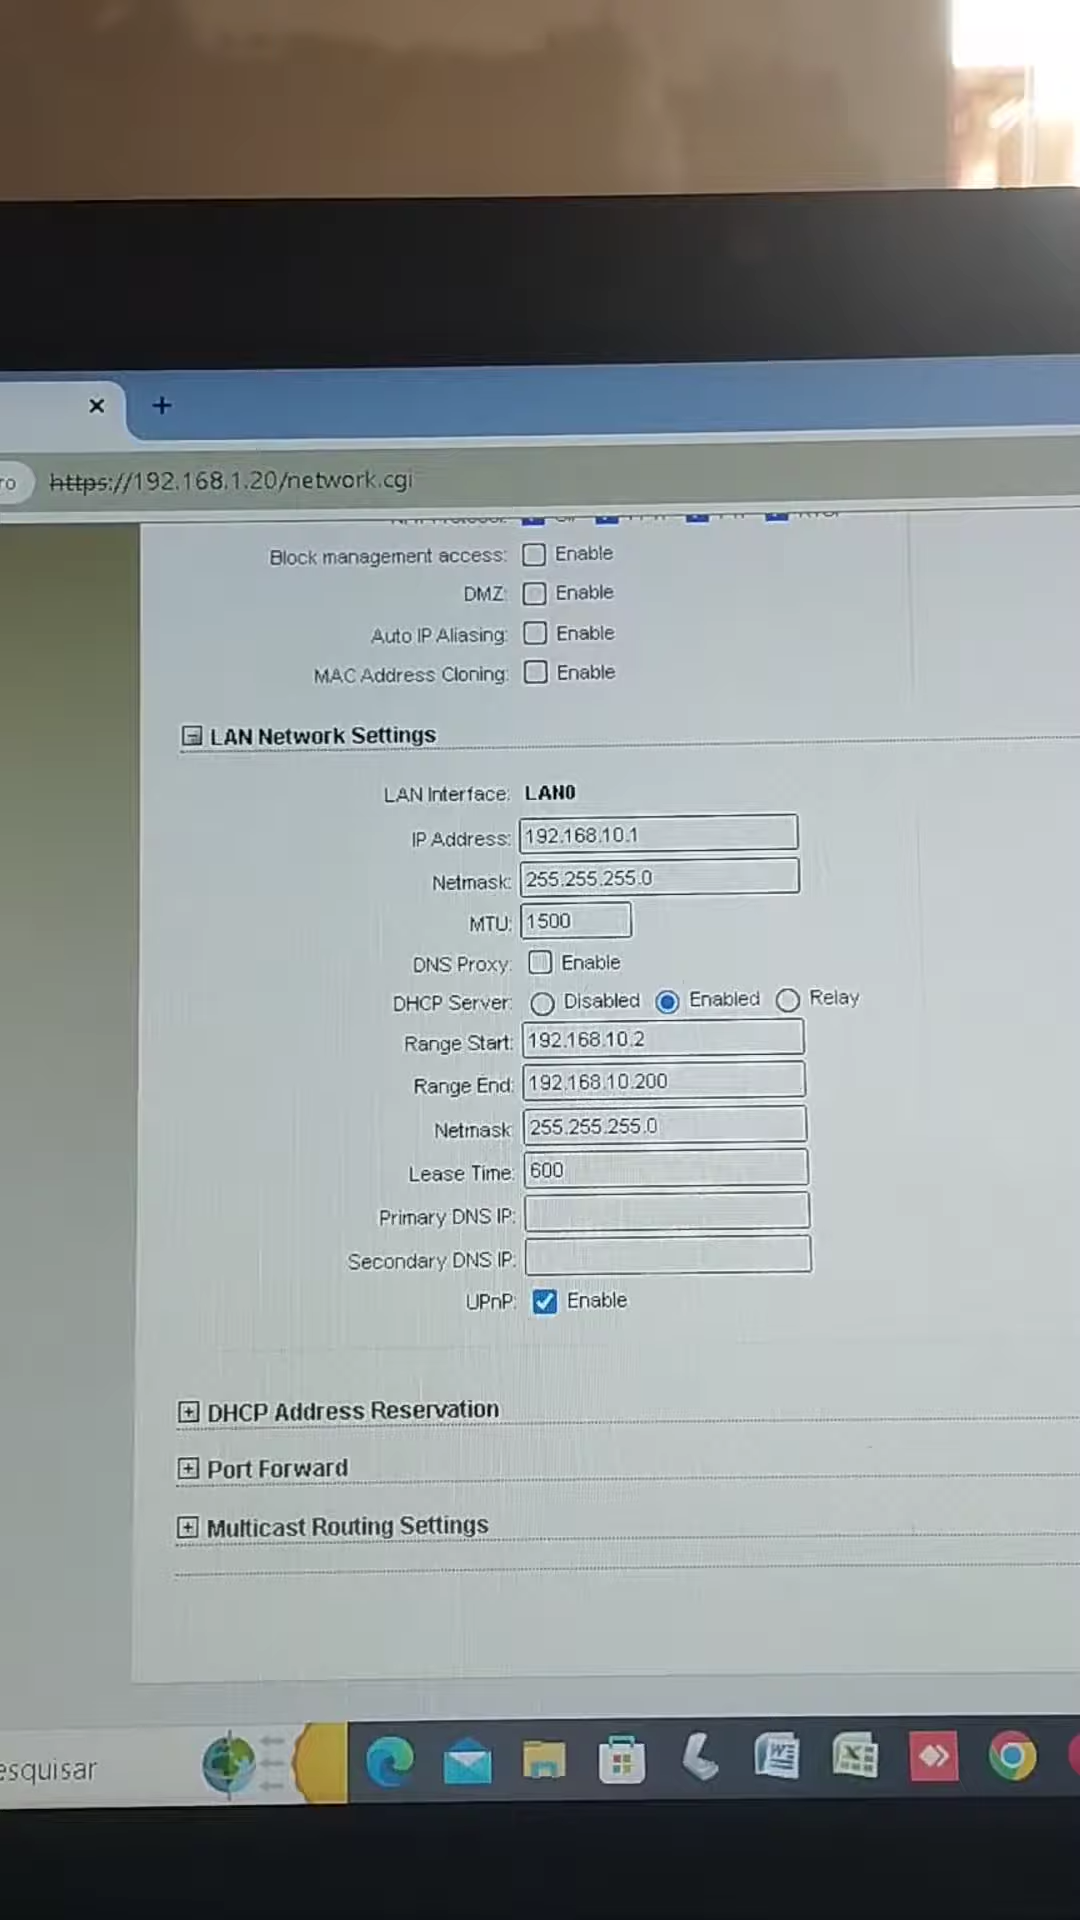 ro
https://192.168.1.20/network.cgi
Block management access: Enable
DMZ: Enable
Auto IP Aliasing: Enable
MAC Address Cloning: Enable
LAN Network Settings
LAN Interface: LAN0
IP Address: 192.168.10.1
Netmask: 255.255.255.0
MTU: 1500
DNS Proxy: Enable
DHCP Server: Disabled Enabled Relay
Range Start: 192.168.10.2
Range End: 192.168.10.200
Netmask: 255.255.255.0
Lease Time: 600
Primary DNS IP:
Secondary DNS IP:
UPnP: Enable
DHCP Address Reservation
Port Forward
Multicast Routing Settings
esquisar